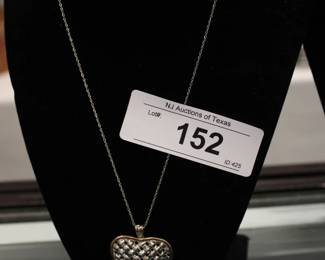 NJ Auctions of Texas
Lot#:
152
ID:425